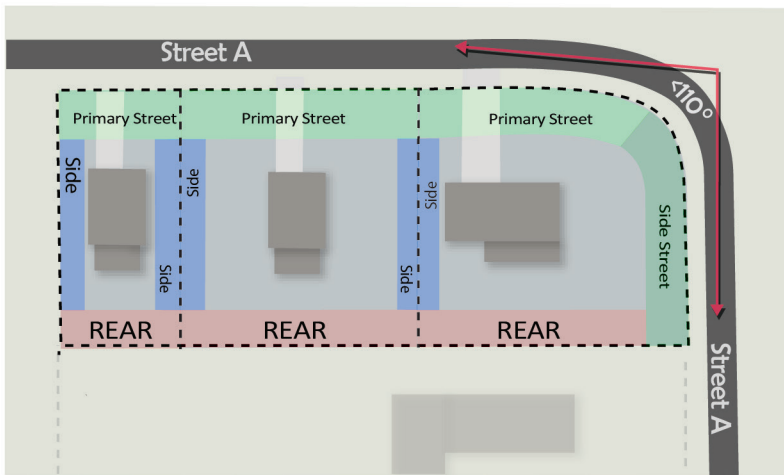 Street A
<110°
Primary Street
Primary Street
Primary Street
Side
Side
Side
Side
Side
Side Street
REAR
REAR
REAR
Street A